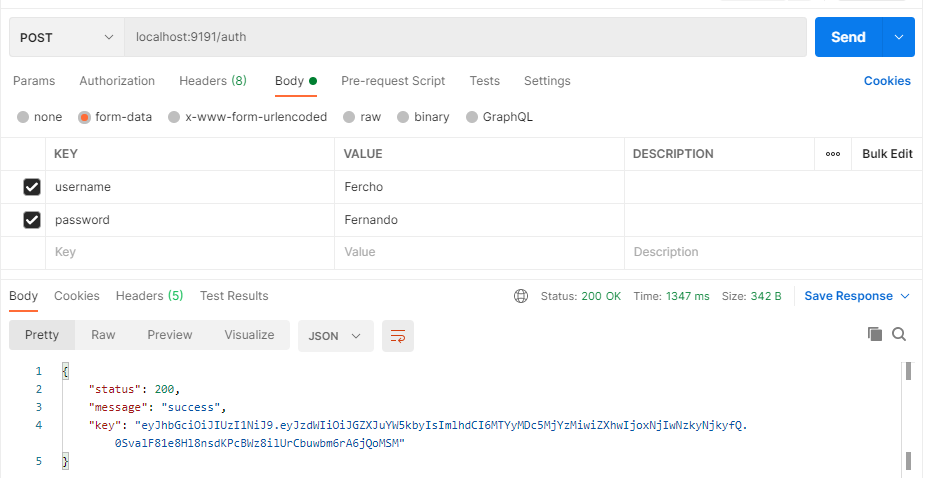 POST localhost:9191/auth Send
Params Authorization Headers (8) Body Pre-request Script Tests Settings Cookies
none form-data x-www-form-urlencoded raw binary GraphQL
KEY VALUE DESCRIPTION ooo Bulk Edit
username Fercho
password Fernando
Key Value Description
Body Cookies Headers (5) Test Results Status: 200 OK Time: 1347 ms Size: 342 B Save Response
Pretty Raw Preview Visualize JSON
1 {
2 "status": 200,
3 "message": "success",
4 "key": "eyJhbGciOiJIUzI1NiJ9.eyJzdWIiOiJGZXJuYW5kbyIsImlhdCI6MTYyMDc5MjYzMiwiZXhwIjoxNjIwNzkyNjkyfQ.
0SvalF81e8Hl8nsdKPcBWz8ilUrCbuwbm6rA6jQoMSM"
5 }